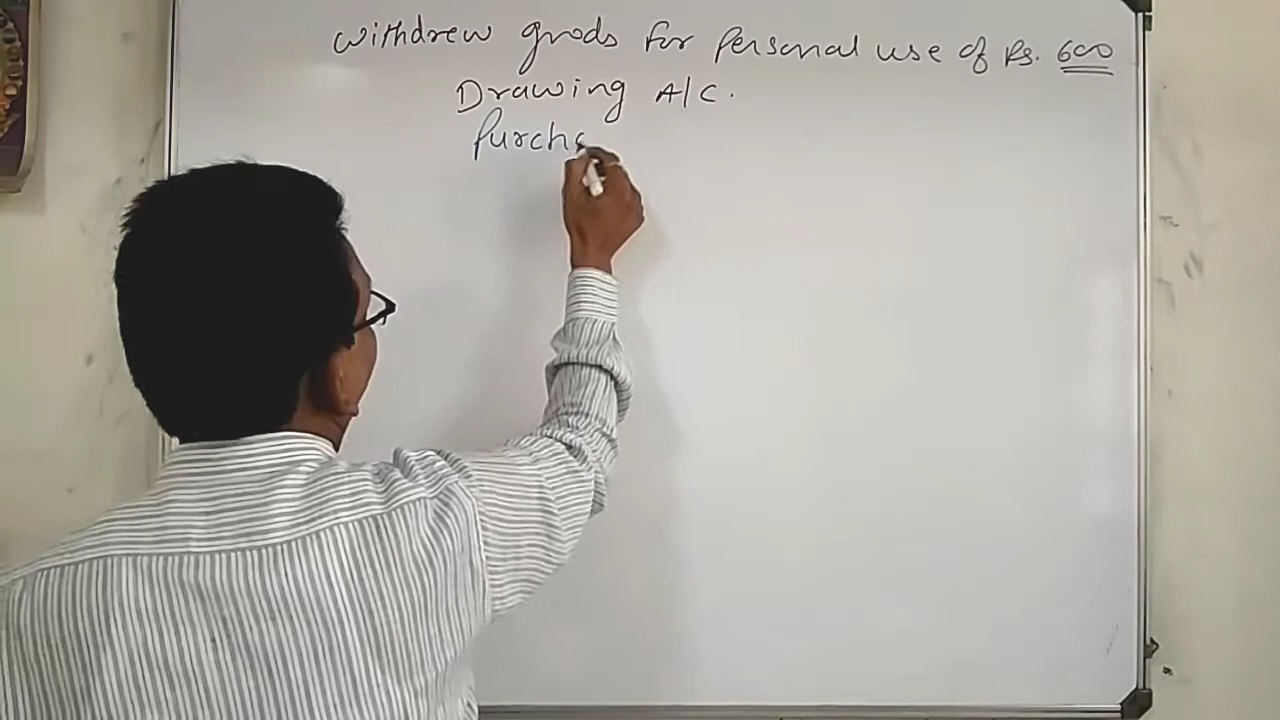 Withdrew goods for Personal use of Rs. 600
Drawing A/C.
Purcha